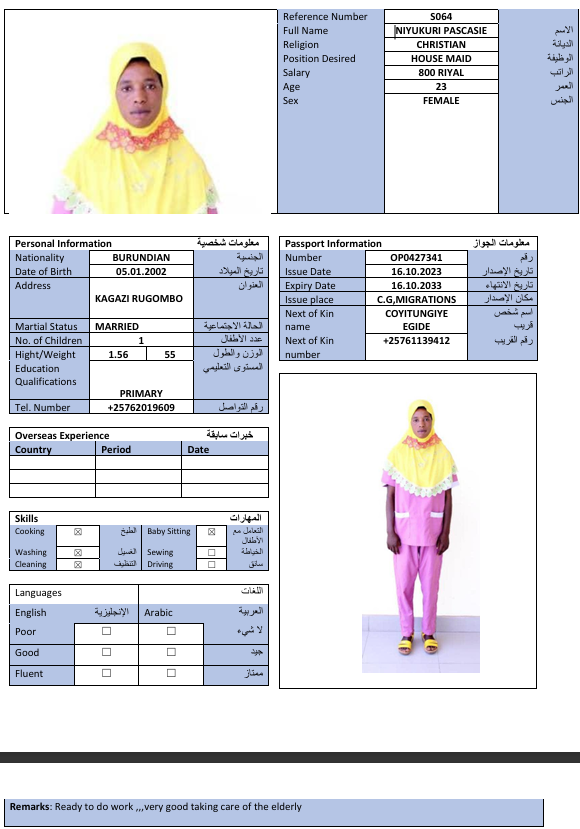 Reference Number S064
Full Name NIYUKURI PASCASIE الاسم
Religion CHRISTIAN الديانة
Position Desired HOUSE MAID الوظيفة
Salary 800 RIYAL الراتب
Age 23 العمر
Sex FEMALE الجنس
Personal Information معلومات شخصية
Nationality BURUNDIAN الجنسية
Date of Birth 05.01.2002 تاريخ الميلاد
Address العنوان
KAGAZI RUGOMBO
Martial Status MARRIED الحالة الاجتماعية
No. of Children 1 عدد الأطفال
Hight/Weight 1.56 55 الوزن والطول
Education المستوى التعليمي
Qualifications
PRIMARY
Tel. Number +25762019609 رقم التواصل
Passport Information معلومات الجواز
Number OP0427341 رقم
Issue Date 16.10.2023 تاريخ الإصدار
Expiry Date 16.10.2033 تاريخ الانتهاء
Issue place C.G,MIGRATIONS مكان الإصدار
Next of Kin COYITUNGIYE اسم شخص
name EGIDE قريب
Next of Kin +25761139412 رقم القريب
number
Overseas Experience خبرات سابقة
Country Period Date
Skills المهارات
Cooking ☒ الطبخ Baby Sitting ☒ التعامل مع
الأطفال
Washing ☒ الغسيل Sewing ☐ الخياطة
Cleaning ☒ التنظيف Driving ☐ سائق
Languages اللغات
English الإنجليزية Arabic العربية
Poor ☐ ☐ لا شيء
Good ☐ ☐ جيد
Fluent ☐ ☐ ممتاز
Remarks: Ready to do work ,,,very good taking care of the elderly